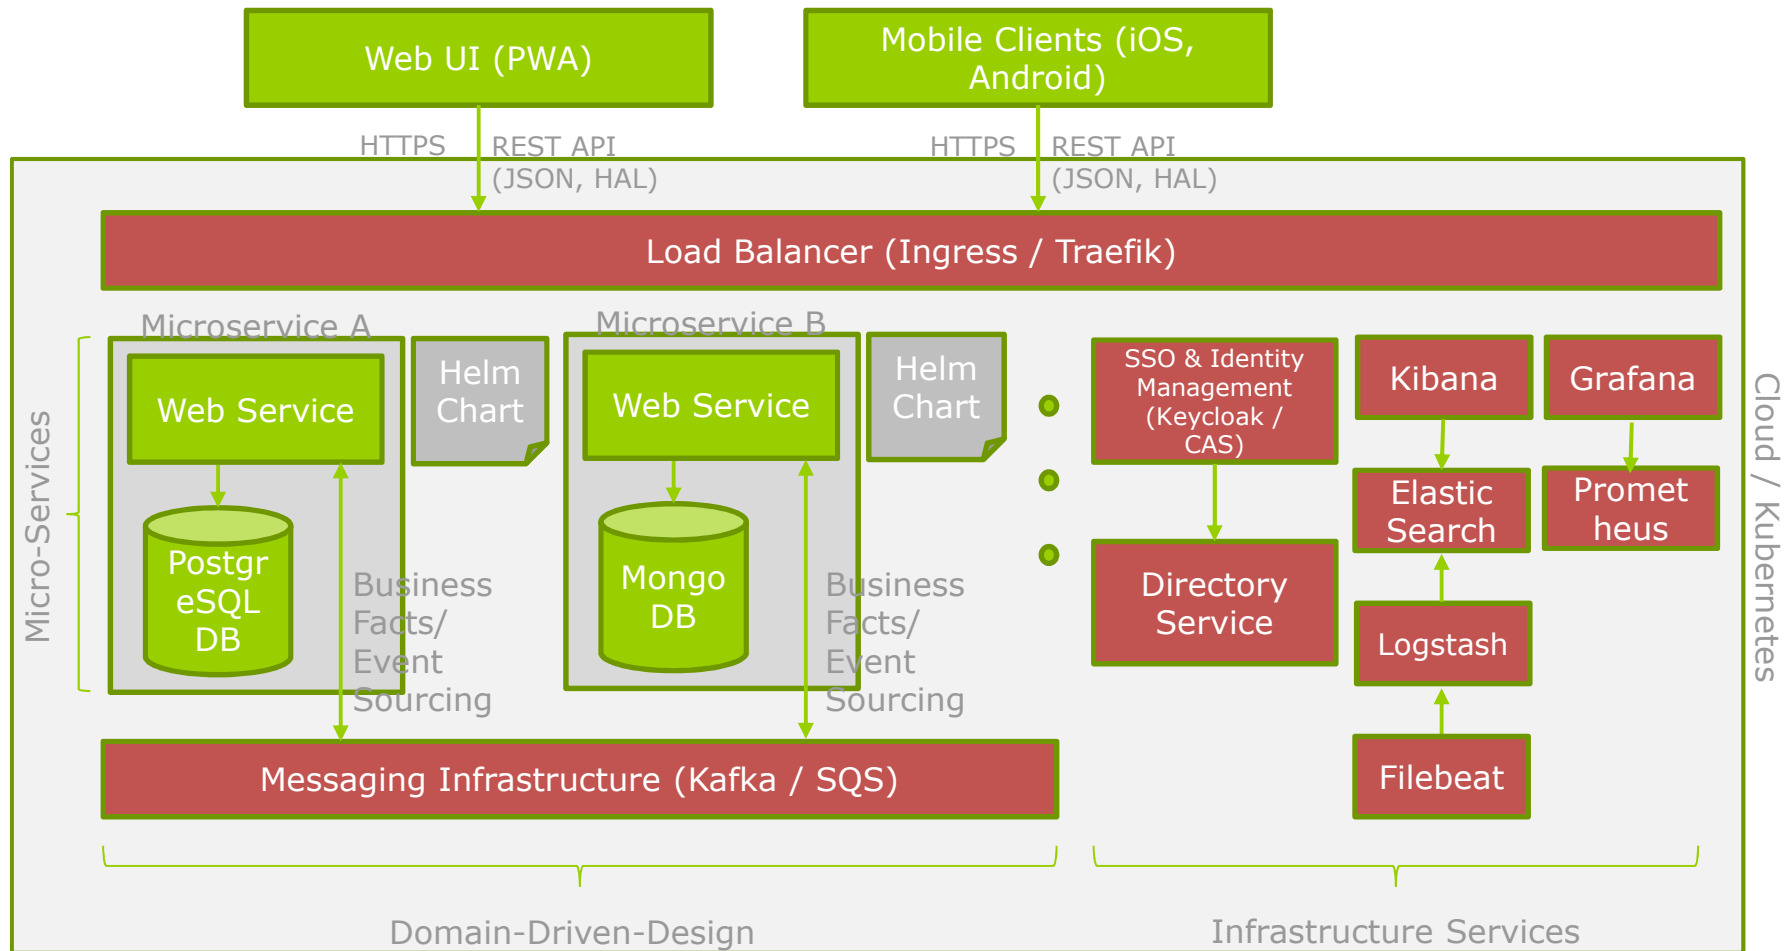 Web UI (PWA)
Mobile Clients (iOS,
Android)
HTTPS
REST API
(JSON, HAL)
HTTPS
REST API
(JSON, HAL)
Load Balancer (Ingress / Traefik)
Microservice A
Web Service
Postgr
eSQL
DB
Helm
Chart
Business
Facts/
Event
Sourcing
Microservice B
Web Service
Mongo
DB
Helm
Chart
Business
Facts/
Event
Sourcing
SSO & Identity
Management
(Keycloak /
CAS)
Directory
Service
Kibana
Elastic
Search
Logstash
Filebeat
Grafana
Promet
heus
Micro-Services
Cloud / Kubernetes
Messaging Infrastructure (Kafka / SQS)
Domain-Driven-Design
Infrastructure Services